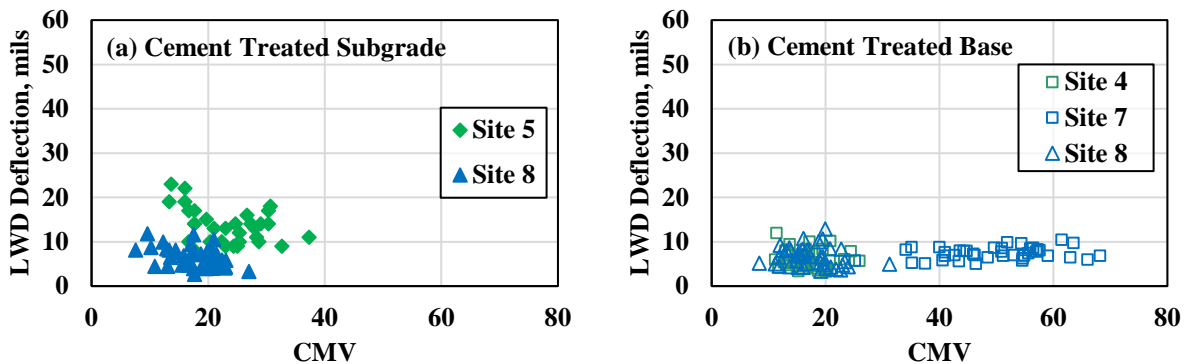 (a) Cement Treated Subgrade
LWD Deflection, mils
60
50
40
30
20
10
0
Site 5
Site 8
0 20 40 60 80
CMV
(b) Cement Treated Base
LWD Deflection, mils
60
50
40
30
20
10
0
Site 4
Site 7
Site 8
0 20 40 60 80
CMV